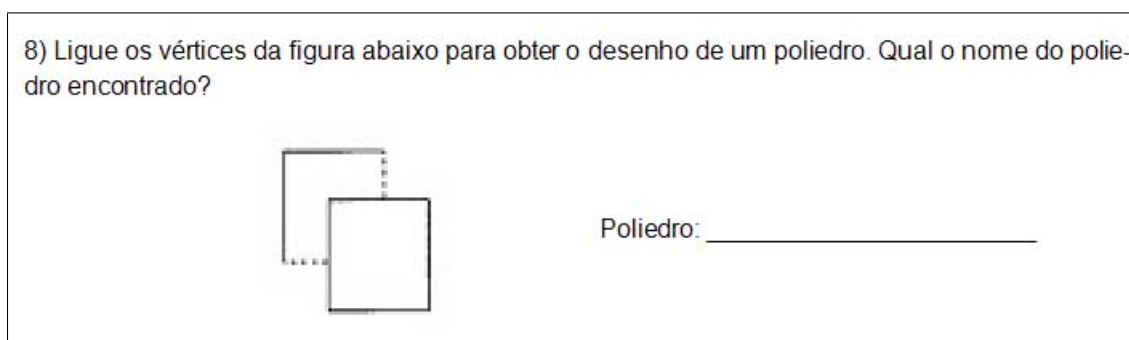 8) Ligue os vértices da figura abaixo para obter o desenho de um poliedro. Qual o nome do polie-
dro encontrado?
Poliedro: ________________________